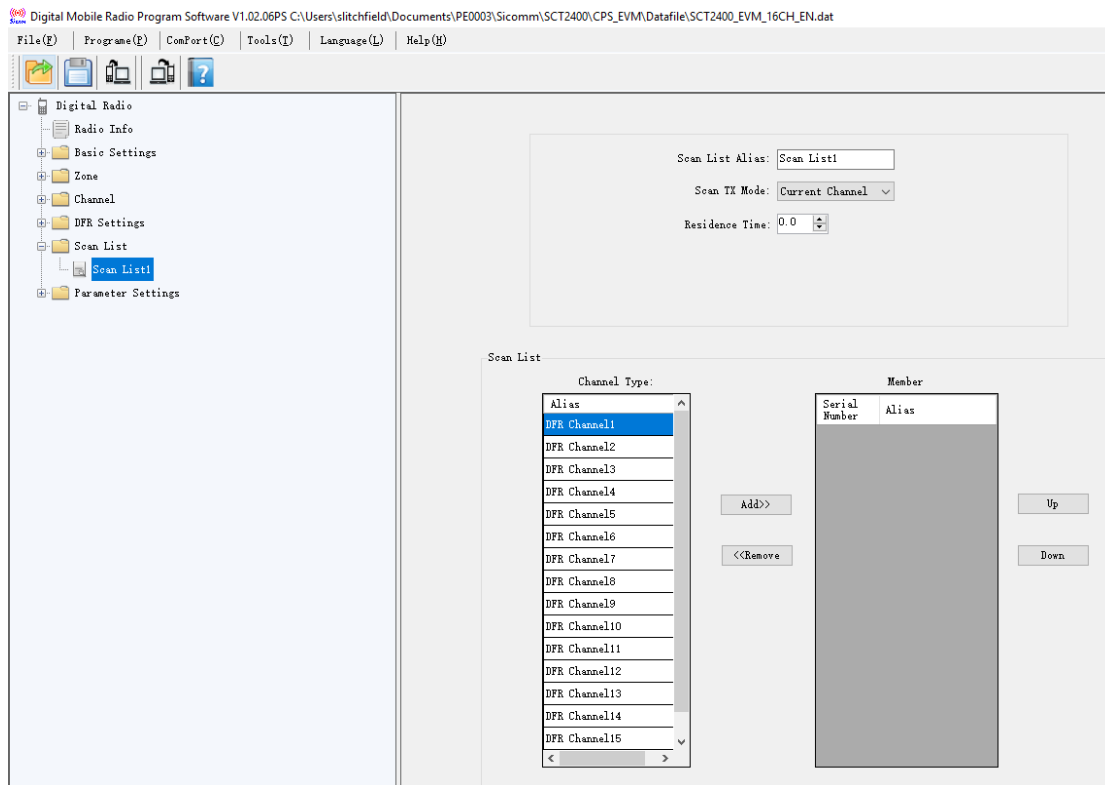 Digital Mobile Radio Program Software V1.02.06PS C:\Users\slitchfield\Documents\PE0003\Sicomm\SCT2400\CPS_EVM\Datafile\SCT2400_EVM_16CH_EN.dat
File(F) Programe(P) ComPort(C) Tools(T) Language(L) Help(H)
Digital Radio
Radio Info
Basic Settings
Zone
Channel
DFR Settings
Scan List
Scan List1
Parameter Settings
Scan List Alias: Scan List1
Scan TX Mode: Current Channel
Residence Time: 0.0
Scan List
Channel Type:
Alias
DFR Channel1
DFR Channel2
DFR Channel3
DFR Channel4
DFR Channel5
DFR Channel6
DFR Channel7
DFR Channel8
DFR Channel9
DFR Channel10
DFR Channel11
DFR Channel12
DFR Channel13
DFR Channel14
DFR Channel15
Add>>
<<Remove
Member
Serial
Number
Alias
Up
Down